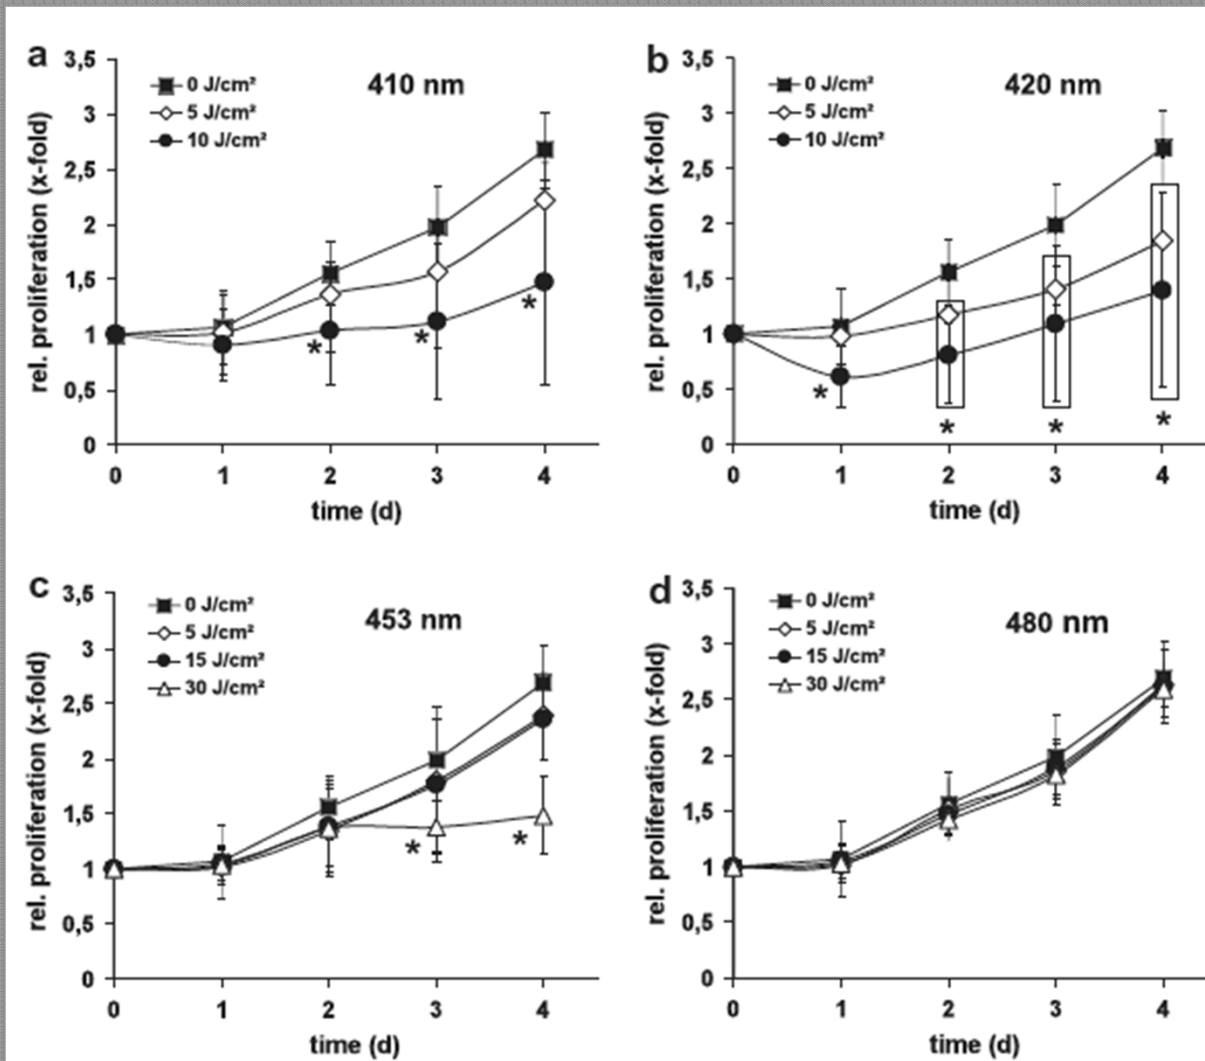 a
410 nm
0 J/cm²
5 J/cm²
10 J/cm²
rel. proliferation (x-fold)
3,5
3
2,5
2
1,5
1
0,5
0
*
*
*
0 1 2 3 4
time (d)
b
420 nm
0 J/cm²
5 J/cm²
10 J/cm²
rel. proliferation (x-fold)
3,5
3
2,5
2
1,5
1
0,5
0
*
*
*
*
0 1 2 3 4
time (d)
c
453 nm
0 J/cm²
5 J/cm²
15 J/cm²
30 J/cm²
rel. proliferation (x-fold)
3,5
3
2,5
2
1,5
1
0,5
0
*
*
0 1 2 3 4
time (d)
d
480 nm
0 J/cm²
5 J/cm²
15 J/cm²
30 J/cm²
rel. proliferation (x-fold)
3,5
3
2,5
2
1,5
1
0,5
0
0 1 2 3 4
time (d)